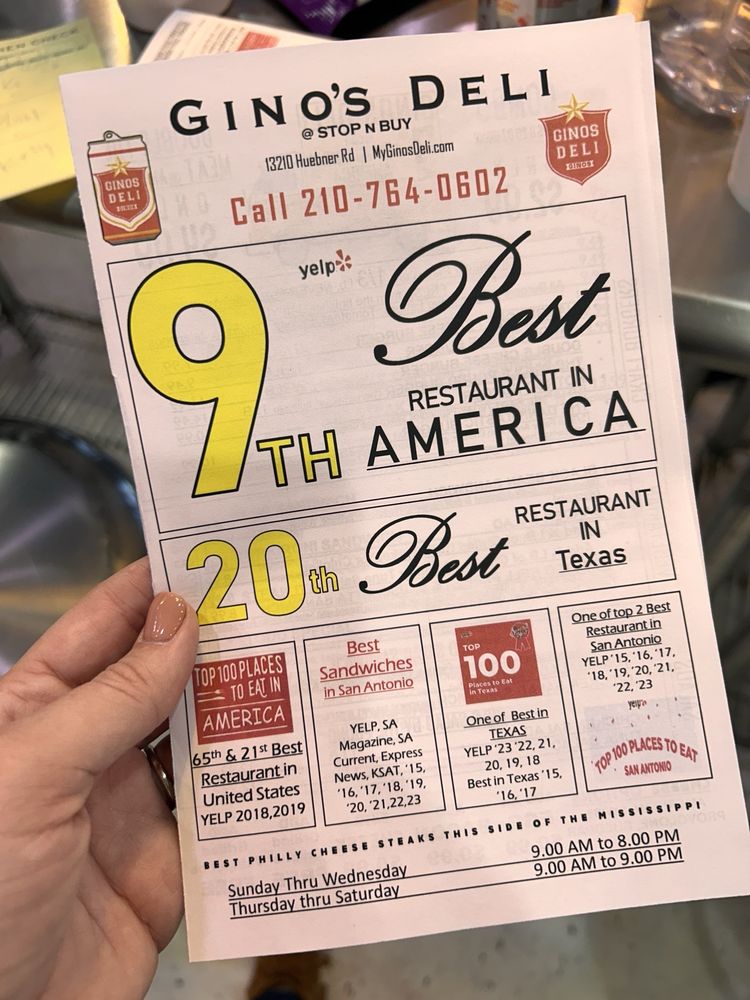 GINO'S DELI
@ STOP N BUY
13210 Huebner Rd | MyGinosDeli.com
Call 210-764-0602
GINOS
DELI
GINOS
DELI
GINOS
yelp
9TH
Best
RESTAURANT IN
AMERICA
20th
Best
RESTAURANT
IN
Texas
TOP 100 PLACES
TO EAT IN
AMERICA
65th & 21st Best
Restaurant in
United States
YELP 2018,2019
Best
Sandwiches
in San Antonio
YELP, SA
Magazine, SA
Current, Express
News, KSAT, '15,
'16, '17, '18, '19,
'20, '21,22,23
TOP
100
Places to Eat
in Texas
One of Best in
TEXAS
YELP '23 '22, 21,
20, 19, 18
Best in Texas '15,
'16, '17
One of top 2 Best
Restaurant in
San Antonio
YELP '15, '16, '17,
'18, '19, '20, '21,
'22, '23
yelp
TOP 100 PLACES TO EAT
SAN ANTONIO
BEST PHILLY CHEESE STEAKS THIS SIDE OF THE MISSISSIPPI
Sunday Thru Wednesday 9.00 AM to 8.00 PM
Thursday thru Saturday 9.00 AM to 9.00 PM